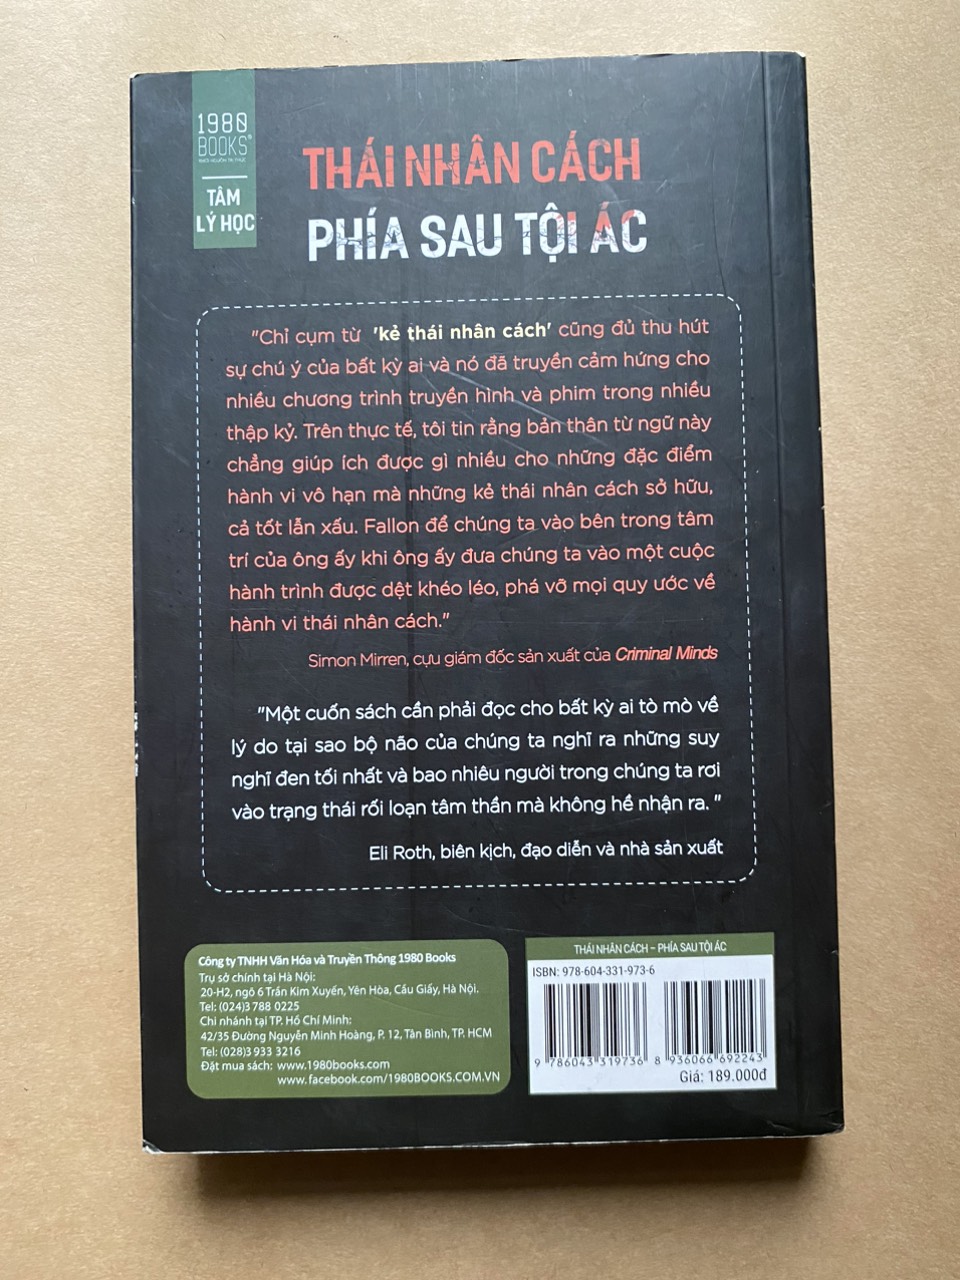 1980
BOOKS®
KHƠI NGUỒN TRI THỨC
TÂM
LÝ HỌC
THÁI NHÂN CÁCH
PHÍA SAU TỘI ÁC
"Chỉ cụm từ 'kẻ thái nhân cách' cũng đủ thu hút
sự chú ý của bất kỳ ai và nó đã truyền cảm hứng cho
nhiều chương trình truyền hình và phim trong nhiều
thập kỷ. Trên thực tế, tôi tin rằng bản thân từ ngữ này
chẳng giúp ích được gì nhiều cho những đặc điểm
hành vi vô hạn mà những kẻ thái nhân cách sở hữu,
cả tốt lẫn xấu. Fallon để chúng ta vào bên trong tâm
trí của ông ấy khi ông ấy đưa chúng ta vào một cuộc
hành trình được dệt khéo léo, phá vỡ mọi quy ước về
hành vi thái nhân cách."
Simon Mirren, cựu giám đốc sản xuất của Criminal Minds
"Một cuốn sách cần phải đọc cho bất kỳ ai tò mò về
lý do tại sao bộ não của chúng ta nghĩ ra những suy
nghĩ đen tối nhất và bao nhiêu người trong chúng ta rơi
vào trạng thái rối loạn tâm thần mà không hề nhận ra. "
Eli Roth, biên kịch, đạo diễn và nhà sản xuất
Công ty TNHH Văn Hóa và Truyền Thông 1980 Books
Trụ sở chính tại Hà Nội:
20-H2, ngõ 6 Trần Kim Xuyến, Yên Hòa, Cầu Giấy, Hà Nội.
Tel: (024)3 788 0225
Chi nhánh tại TP. Hồ Chí Minh:
42/35 Đường Nguyễn Minh Hoàng, P. 12, Tân Bình, TP. HCM
Tel: (028)3 933 3216
Đặt mua sách: www.1980books.com
www.facebook.com/1980BOOKS.COM.VN
THÁI NHÂN CÁCH – PHÍA SAU TỘI ÁC
ISBN: 978-604-331-973-6
9 786043 319736
8 936066 692243
Giá: 189.000đ